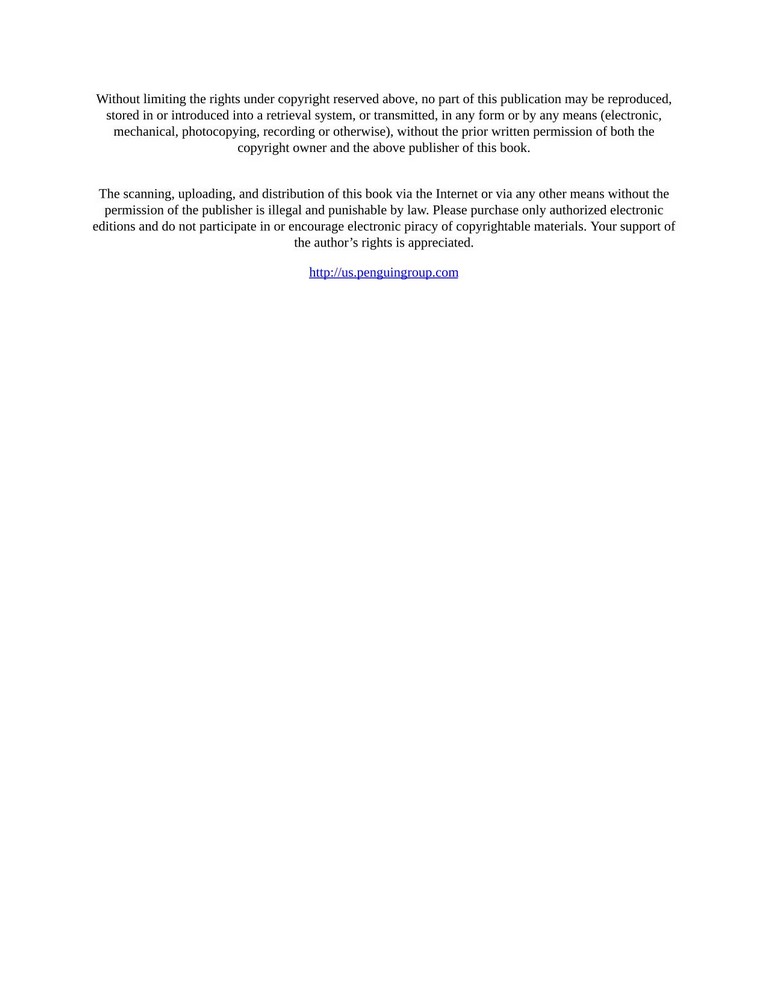 Without limiting the rights under copyright reserved above, no part of this publication may be reproduced,
stored in or introduced into a retrieval system, or transmitted, in any form or by any means (electronic,
mechanical, photocopying, recording or otherwise), without the prior written permission of both the
copyright owner and the above publisher of this book.
The scanning, uploading, and distribution of this book via the Internet or via any other means without the
permission of the publisher is illegal and punishable by law. Please purchase only authorized electronic
editions and do not participate in or encourage electronic piracy of copyrightable materials. Your support of
the author’s rights is appreciated.
http://us.penguingroup.com